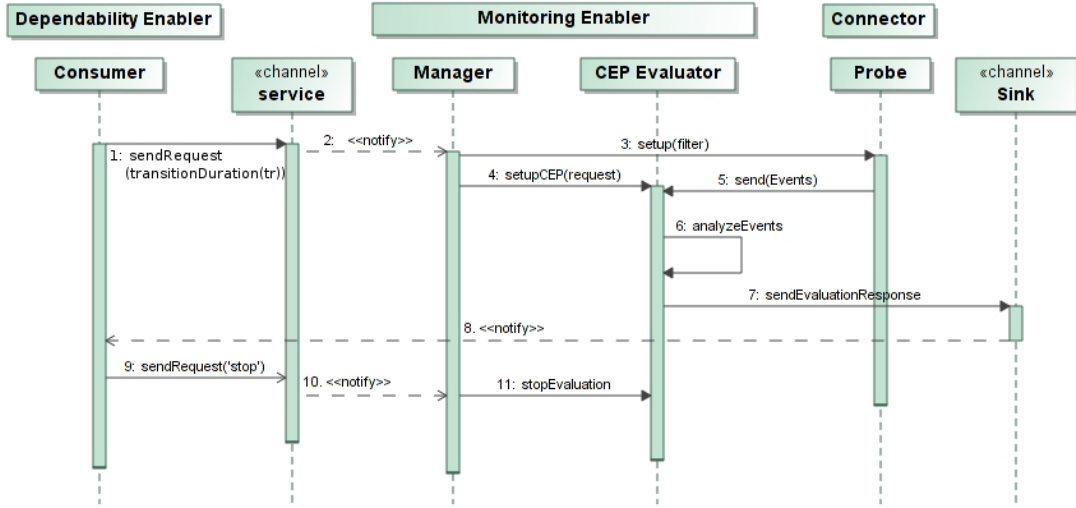 Dependability Enabler
Monitoring Enabler
Connector
Consumer
«channel»
service
Manager
CEP Evaluator
Probe
«channel»
Sink
1: sendRequest
(transitionDuration(tr))
2: <<notify>>
3: setup(filter)
4: setupCEP(request)
5: send(Events)
6: analyzeEvents
7: sendEvaluationResponse
8. <<notify>>
9: sendRequest('stop')
10. <<notify>>
11: stopEvaluation